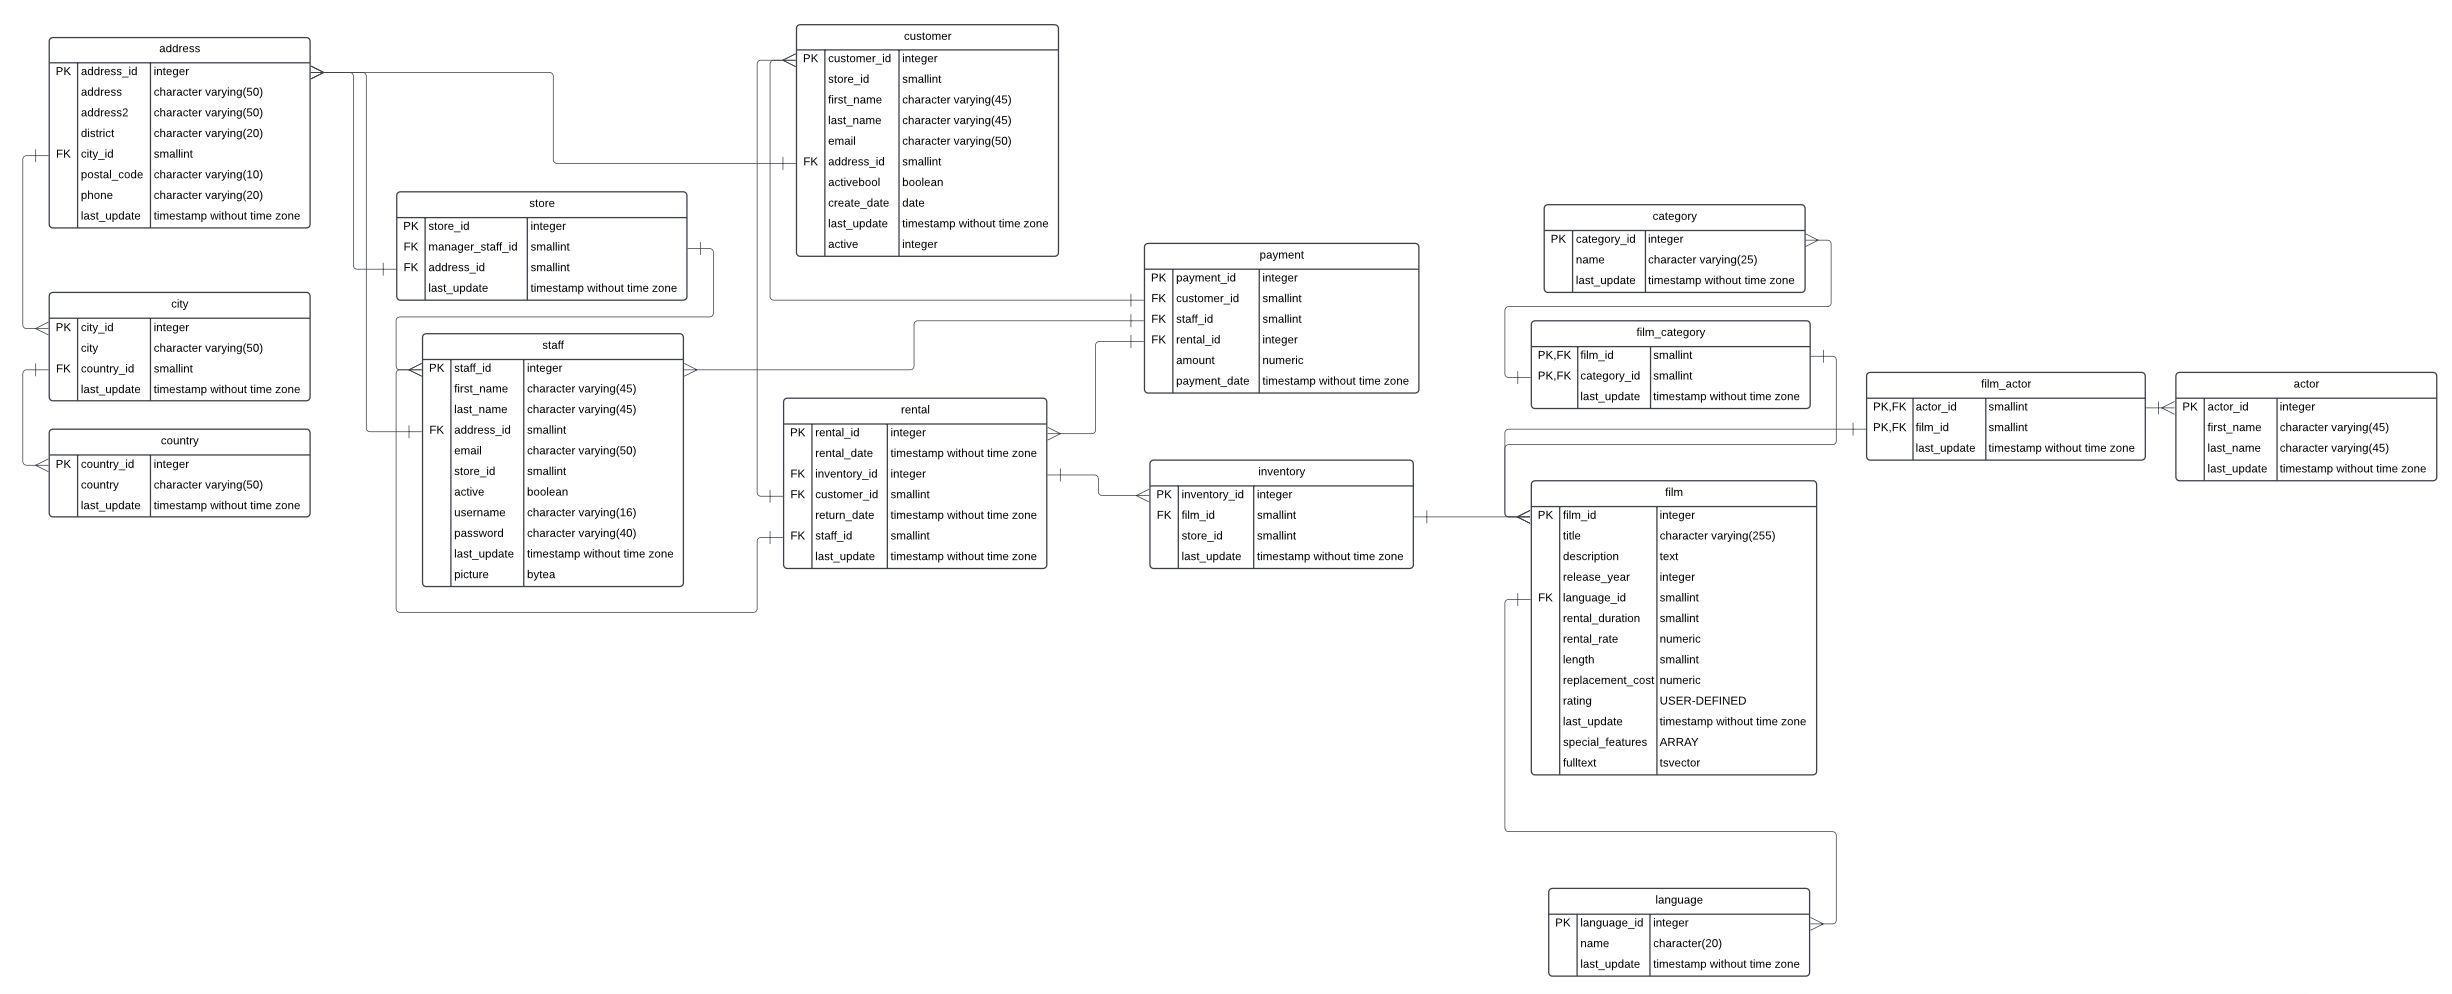 address
PK address_id integer
address character varying(50)
address2 character varying(50)
district character varying(20)
FK city_id smallint
postal_code character varying(10)
phone character varying(20)
last_update timestamp without time zone
city
PK city_id integer
city character varying(50)
FK country_id smallint
last_update timestamp without time zone
country
PK country_id integer
country character varying(50)
last_update timestamp without time zone
store
PK store_id integer
FK manager_staff_id smallint
FK address_id smallint
last_update timestamp without time zone
staff
PK staff_id integer
first_name character varying(45)
last_name character varying(45)
FK address_id smallint
email character varying(50)
store_id smallint
active boolean
username character varying(16)
password character varying(40)
last_update timestamp without time zone
picture bytea
customer
PK customer_id integer
store_id smallint
first_name character varying(45)
last_name character varying(45)
email character varying(50)
FK address_id smallint
activebool boolean
create_date date
last_update timestamp without time zone
active integer
rental
PK rental_id integer
rental_date timestamp without time zone
FK inventory_id integer
FK customer_id smallint
return_date timestamp without time zone
FK staff_id smallint
last_update timestamp without time zone
payment
PK payment_id integer
FK customer_id smallint
FK staff_id smallint
FK rental_id integer
amount numeric
payment_date timestamp without time zone
inventory
PK inventory_id integer
FK film_id smallint
store_id smallint
last_update timestamp without time zone
category
PK category_id integer
name character varying(25)
last_update timestamp without time zone
film_category
PK,FK film_id smallint
PK,FK category_id smallint
last_update timestamp without time zone
film
PK film_id integer
title character varying(255)
description text
release_year integer
FK language_id smallint
rental_duration smallint
rental_rate numeric
length smallint
replacement_cost numeric
rating USER-DEFINED
last_update timestamp without time zone
special_features ARRAY
fulltext tsvector
language
PK language_id integer
name character(20)
last_update timestamp without time zone
film_actor
PK,FK actor_id smallint
PK,FK film_id smallint
last_update timestamp without time zone
actor
PK actor_id integer
first_name character varying(45)
last_name character varying(45)
last_update timestamp without time zone